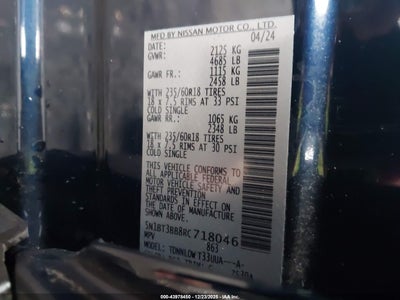 MFD BY NISSAN MOTOR CO., LTD.
DATE: 04/24
GVWR: 2125 KG
4685 LB
GAWR FR.: 1115 KG
2458 LB
WITH 235/60R18 TIRES
18 x 7.5 RIMS AT 33 PSI
COLD SINGLE
GAWR RR.: 1065 KG
2348 LB
WITH 235/60R18 TIRES
18 x 7.5 RIMS AT 30 PSI
COLD SINGLE
THIS VEHICLE CONFORMS TO
ALL APPLICABLE FEDERAL
MOTOR VEHICLE SAFETY
STANDARDS IN EFFECT ON
THE DATE OF MANUFACTURE
SHOWN ABOVE.
5N1BT3BB8RC718046
MPV 863
MODEL:
ID: 43978450 - 12/23/2025 - IAA Inc.